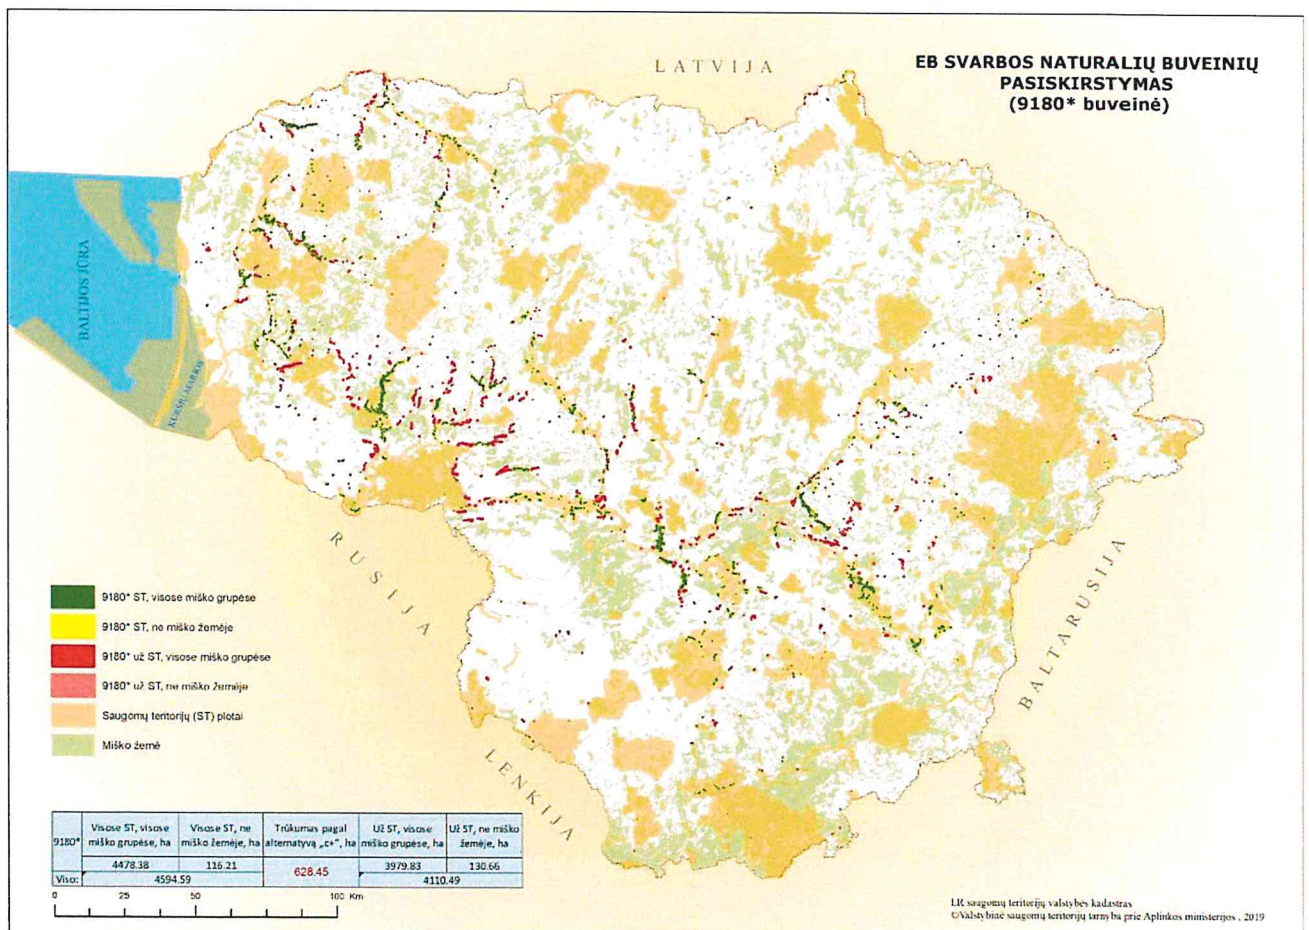 LATVIJA
EB SVARBOS NATURALIŲ BUVEINIŲ
PASISKIRSTYMAS
(9180* buveinė)
BALTIJOS JŪRA
KURŠIŲ MARIOS
RUSIJA
BALTARUSIJA
LENKIJA
9180* ST, visose miško grupėse
9180* ST, ne miško žemėje
9180* už ST, visose miško grupėse
9180* už ST, ne miško žemėje
Saugomų teritorijų (ST) plotai
Miško žemė
9180*
Visose ST, visose
miško grupėse, ha
Visose ST, ne
miško žemėje, ha
Trūkumas pagal
alternatyvą „c+", ha
Už ST, visose
miško grupėse, ha
Už ST, ne miško
žemėje, ha
4478.38
116.21
628.45
3979.83
130.66
Viso:
4594.59
4110.49
0 25 50 100 Km
LR saugomų teritorijų valstybės kadastras
©Valstybinė saugomų teritorijų tarnyba prie Aplinkos ministerijos , 2019